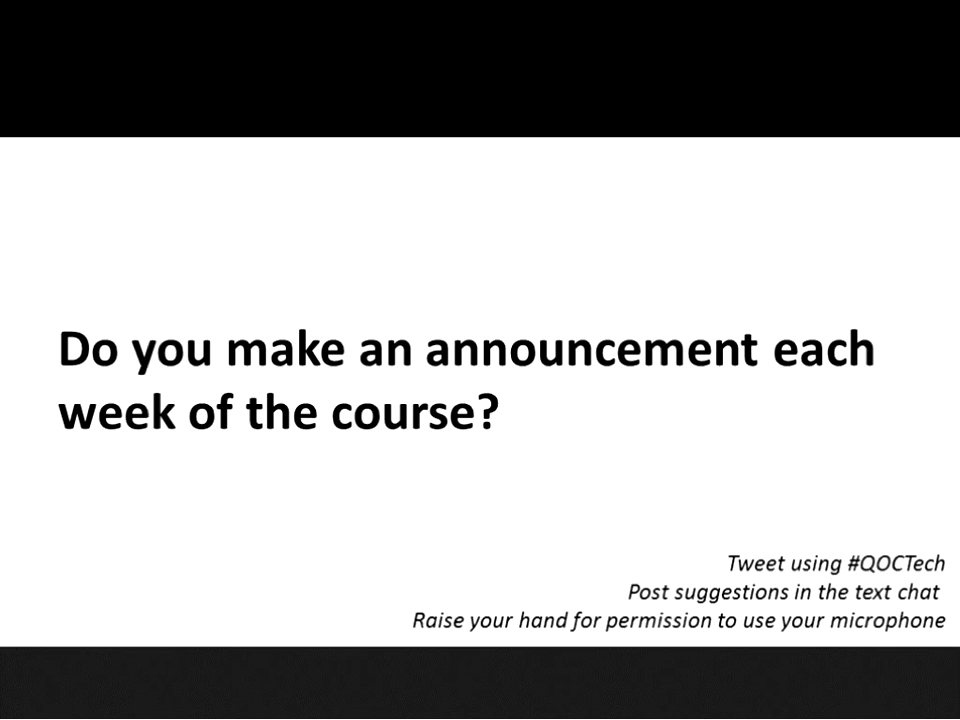 Do you make an announcement each
week of the course?
Tweet using #QOCTech
Post suggestions in the text chat
Raise your hand for permission to use your microphone